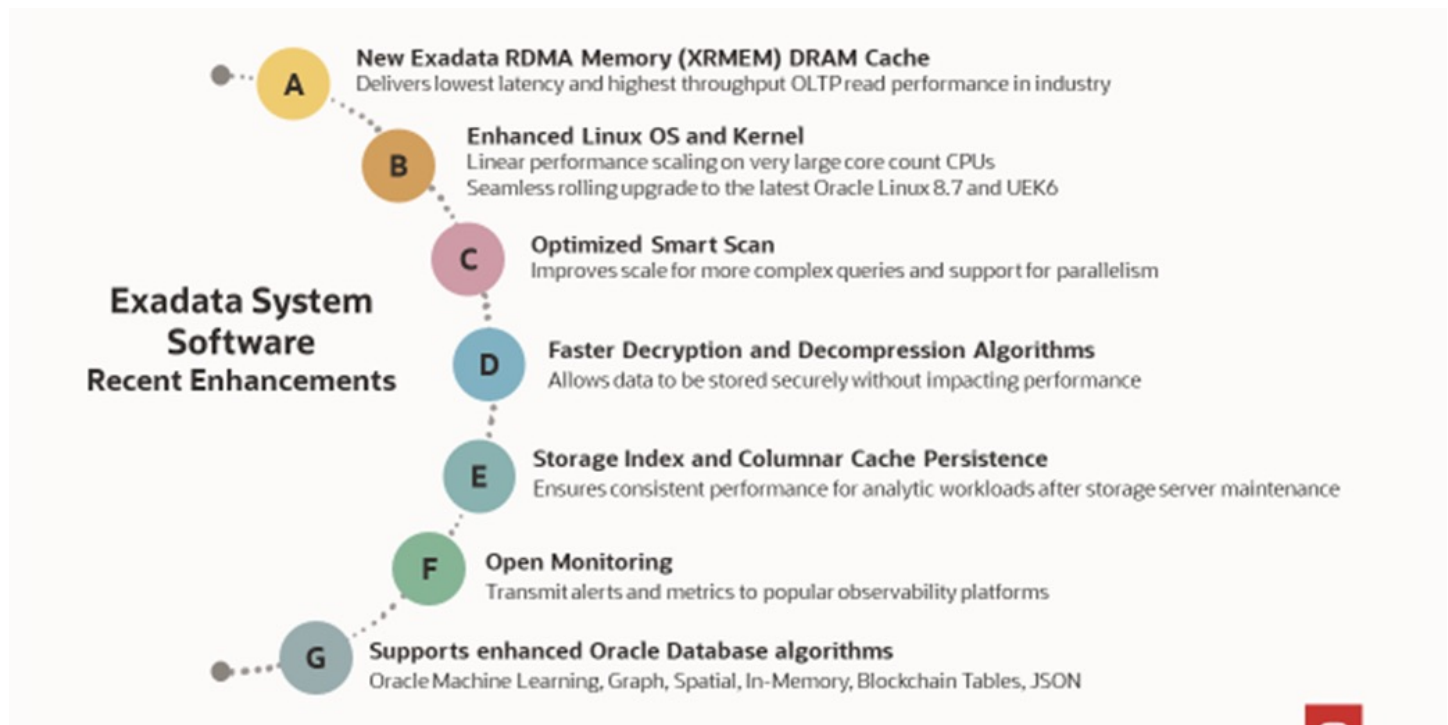 A
New Exadata RDMA Memory (XRMEM) DRAM Cache
Delivers lowest latency and highest throughput OLTP read performance in industry
B
Enhanced Linux OS and Kernel
Linear performance scaling on very large core count CPUs
Seamless rolling upgrade to the latest Oracle Linux 8.7 and UEK6
C
Optimized Smart Scan
Improves scale for more complex queries and support for parallelism
Exadata System
Software
Recent Enhancements
D
Faster Decryption and Decompression Algorithms
Allows data to be stored securely without impacting performance
E
Storage Index and Columnar Cache Persistence
Ensures consistent performance for analytic workloads after storage server maintenance
F
Open Monitoring
Transmit alerts and metrics to popular observability platforms
G
Supports enhanced Oracle Database algorithms
Oracle Machine Learning, Graph, Spatial, In-Memory, Blockchain Tables, JSON